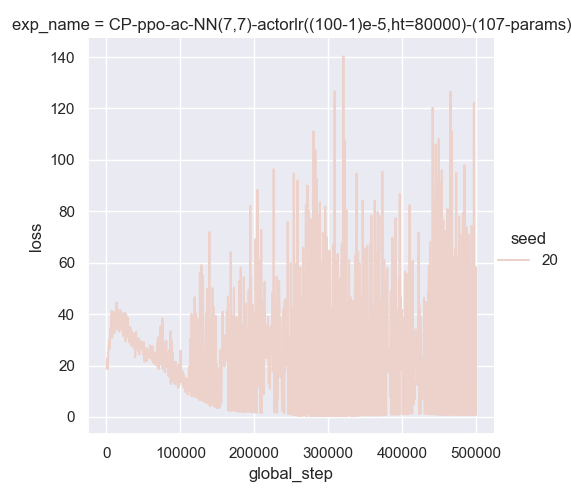 exp_name = CP-ppo-ac-NN(7,7)-actorlr((100-1)e-5,ht=80000)-(107-params)
140
120
100
80
60
40
20
0
loss
0 100000 200000 300000 400000 500000
global_step
seed
20